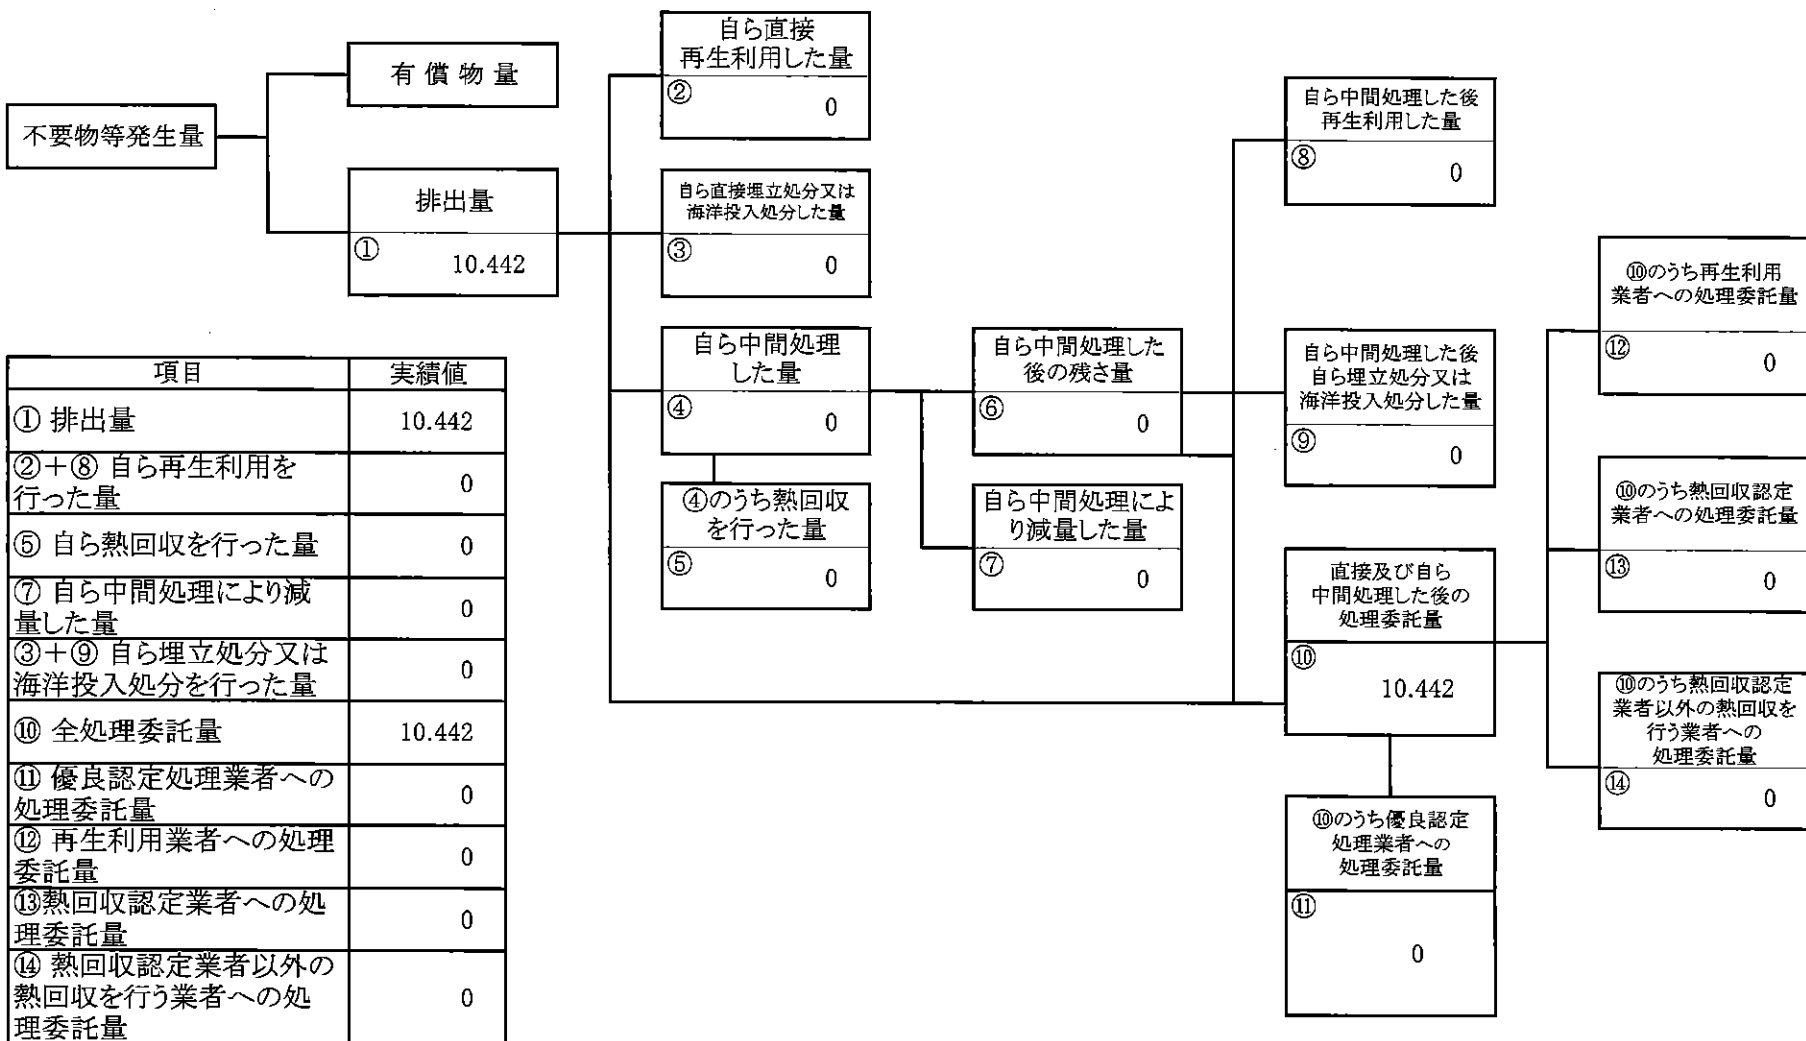 不要物等発生量
有償物量
排出量
①
10.442
自ら直接
再生利用した量
②
0
自ら直接埋立処分又は
海洋投入処分した量
③
0
自ら中間処理
した量
④
0
④のうち熱回収
を行った量
⑤
0
自ら中間処理した
後の残さ量
⑥
0
自ら中間処理によ
り減量した量
⑦
0
自ら中間処理した後
再生利用した量
⑧
0
自ら中間処理した後
自ら埋立処分又は
海洋投入処分した量
⑨
0
直接及び自ら
中間処理した後の
処理委託量
⑩
10.442
⑩のうち優良認定
処理業者への
処理委託量
⑪
0
⑩のうち再生利用
業者への処理委託量
⑫
0
⑩のうち熱回収認定
業者への処理委託量
⑬
0
⑩のうち熱回収認定
業者以外の熱回収を
行う業者への
処理委託量
⑭
0
項目 実績値
① 排出量 10.442
②+⑧ 自ら再生利用を
行った量 0
⑤ 自ら熱回収を行った量 0
⑦ 自ら中間処理により減
量した量 0
③+⑨ 自ら埋立処分又は
海洋投入処分を行った量 0
⑩ 全処理委託量 10.442
⑪ 優良認定処理業者への
処理委託量 0
⑫ 再生利用業者への処理
委託量 0
⑬熱回収認定業者への処
理委託量 0
⑭ 熱回収認定業者以外の
熱回収を行う業者への処
理委託量 0